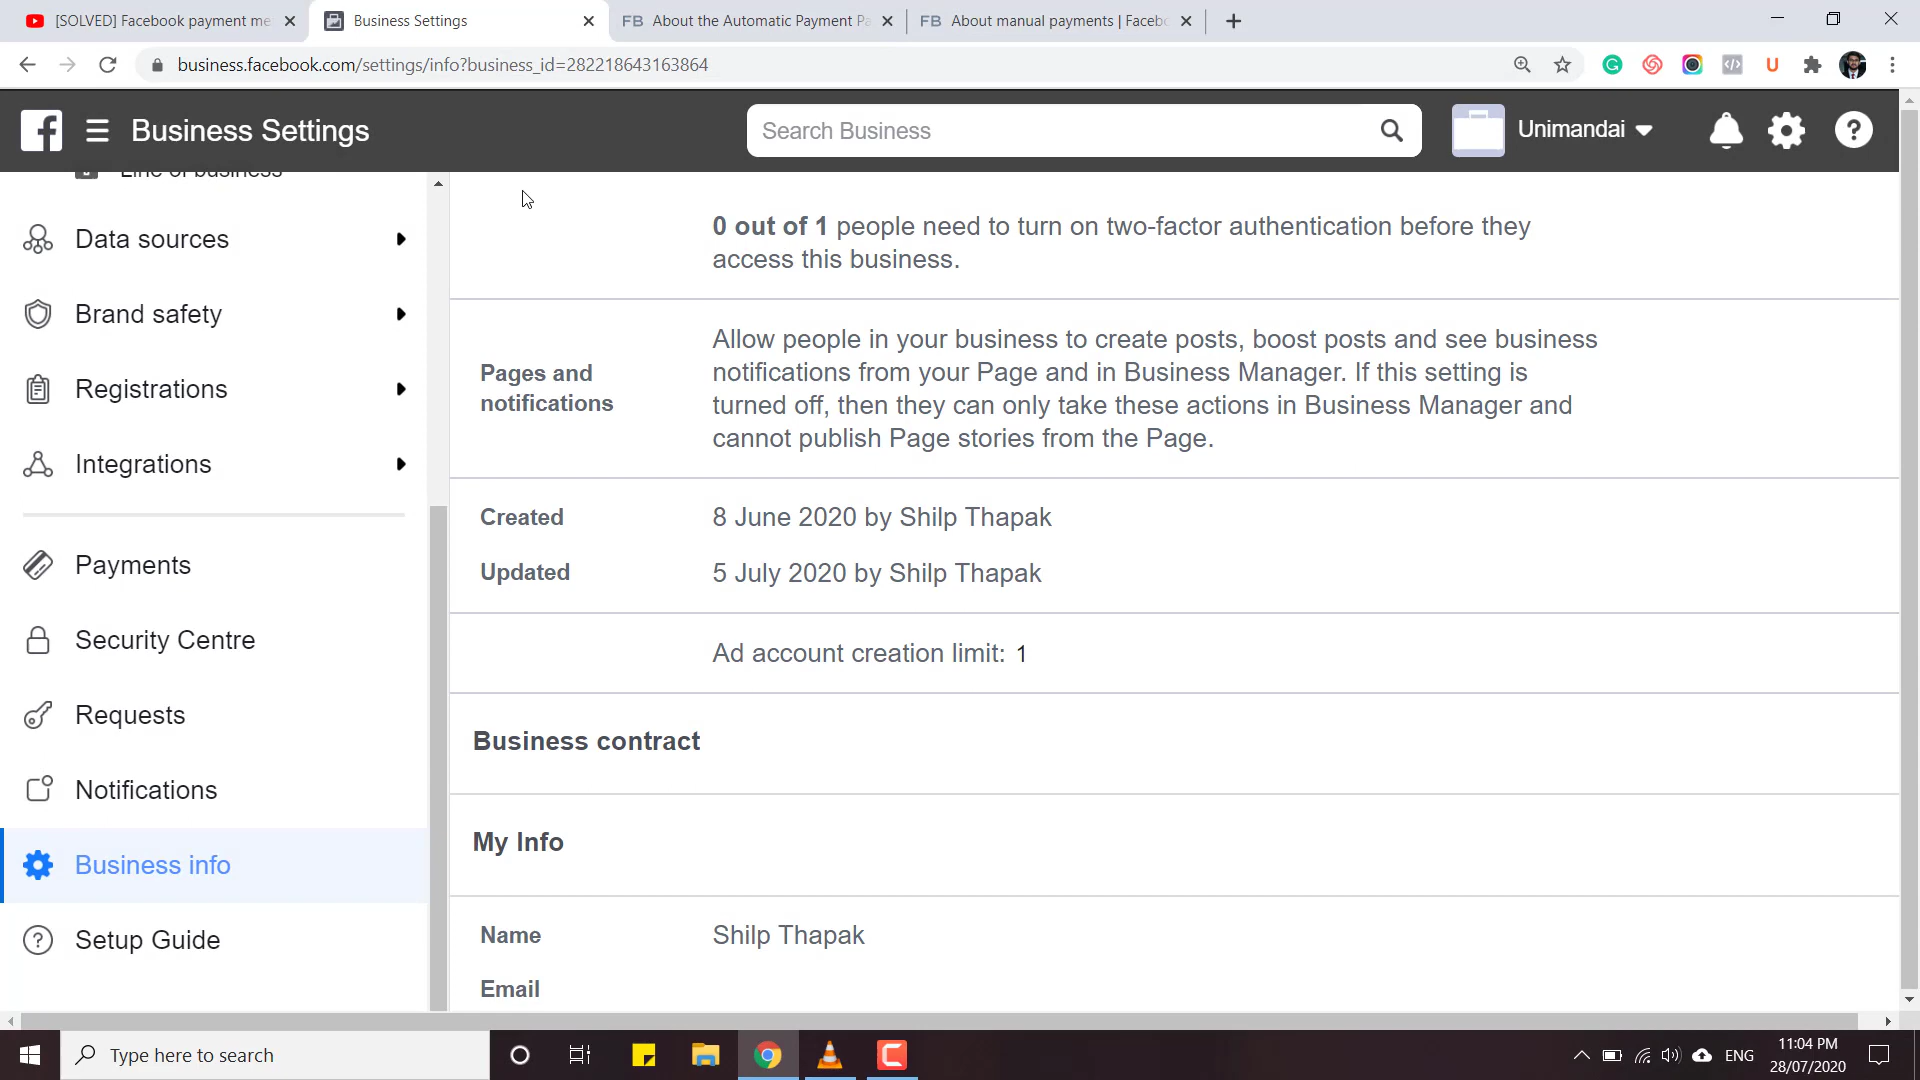 [SOLVED] Facebook payment me
Business Settings
FB About the Automatic Payment Pa
FB About manual payments | Facebo
business.facebook.com/settings/info?business_id=282218643163864
Business Settings
Search Business
Unimandai
Line of business
Data sources
Brand safety
Registrations
Integrations
Payments
Security Centre
Requests
Notifications
Business info
Setup Guide
0 out of 1 people need to turn on two-factor authentication before they
access this business.
Pages and
notifications
Allow people in your business to create posts, boost posts and see business
notifications from your Page and in Business Manager. If this setting is
turned off, then they can only take these actions in Business Manager and
cannot publish Page stories from the Page.
Created
8 June 2020 by Shilp Thapak
Updated
5 July 2020 by Shilp Thapak
Ad account creation limit: 1
Business contract
My Info
Name
Shilp Thapak
Email
Type here to search
ENG
11:04 PM
28/07/2020